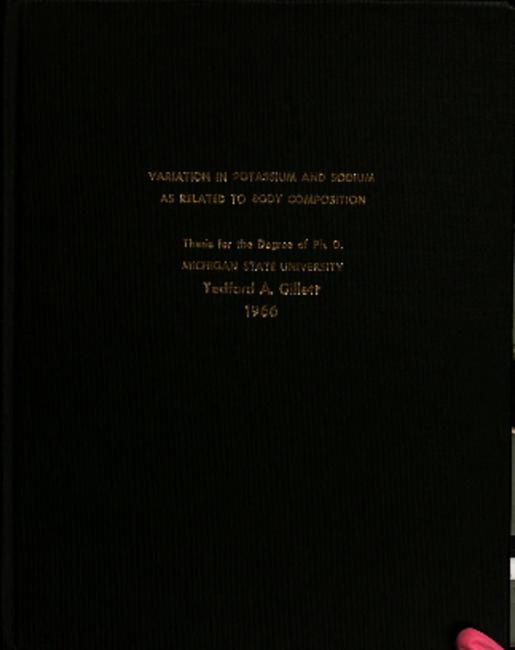 VARIATION IN POTASSIUM AND SODIUM
AS RELATED TO BODY COMPOSITION
Thesis for the Degree of Ph. D.
MICHIGAN STATE UNIVERSITY
Tedford A. Gillett
1966